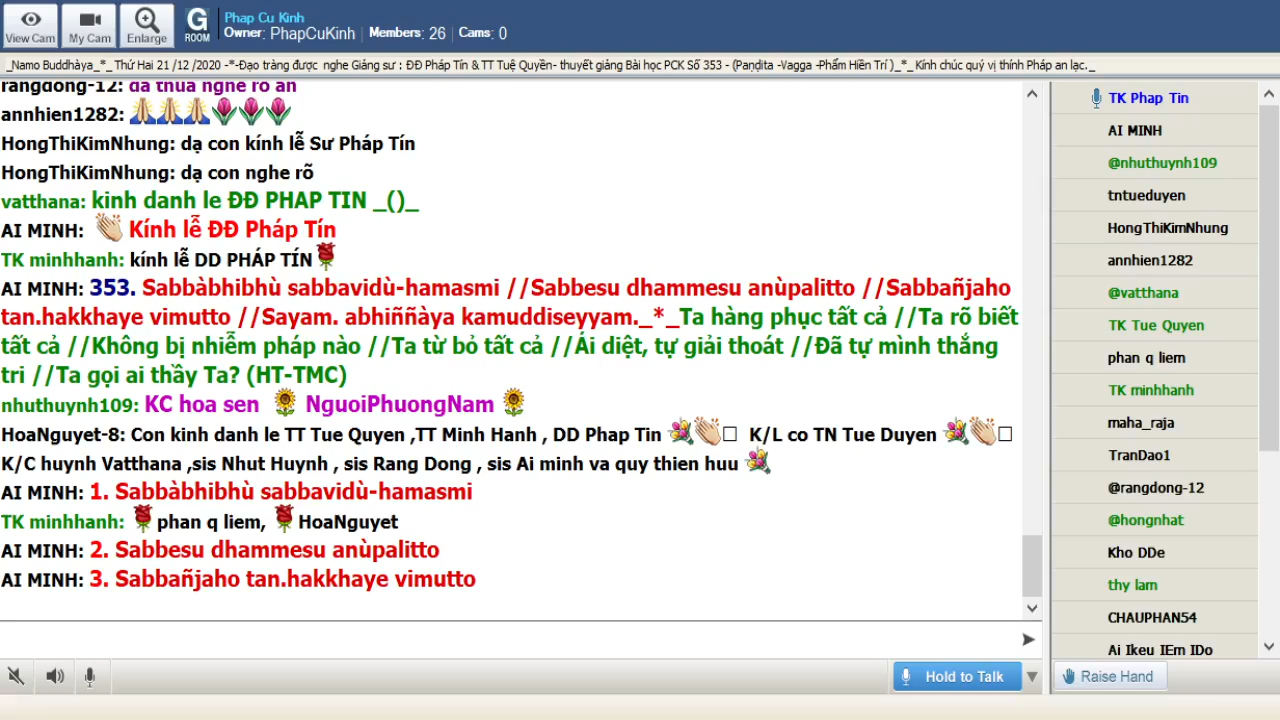 View Cam
My Cam
Enlarge
G ROOM
Phap Cu Kinh
Owner: PhapCuKinh | Members: 26 | Cams: 0
_Namo Buddhàya_*_ Thứ Hai 21 /12 /2020 -*-Đạo tràng được nghe Giảng sư : ĐĐ Pháp Tín & TT Tuệ Quyền- thuyết giảng Bài học PCK Số 353 - (Paṇḍita -Vagga -Phẩm Hiền Trí )_*_ Kính chúc quý vị thính Pháp an lạc._
rangdong-12: da thua nghe ro ah
annhien1282:
HongThiKimNhung: dạ con kính lễ Sư Pháp Tín
HongThiKimNhung: dạ con nghe rõ
vatthana: kinh danh le ĐĐ PHAP TIN _()_
AI MINH: Kính lễ ĐĐ Pháp Tín
TK minhhanh: kính lễ DD PHÁP TÍN
AI MINH: 353. Sabbàbhibhù sabbavidù-hamasmi //Sabbesu dhammesu anùpalitto //Sabbañjaho
tan.hakkhaye vimutto //Sayam. abhiññàya kamuddiseyyam._*_Ta hàng phục tất cả //Ta rõ biết
tất cả //Không bị nhiễm pháp nào //Ta từ bỏ tất cả //Ái diệt, tự giải thoát //Đã tự mình thắng
tri //Ta gọi ai thầy Ta? (HT-TMC)
nhuthuynh109: KC hoa sen NguoiPhuongNam
HoaNguyet-8: Con kinh danh le TT Tue Quyen ,TT Minh Hanh , DD Phap Tin K/L co TN Tue Duyen
K/C huynh Vatthana ,sis Nhut Huynh , sis Rang Dong , sis Ai minh va quy thien huu
AI MINH: 1. Sabbàbhibhù sabbavidù-hamasmi
TK minhhanh: phan q liem, HoaNguyet
AI MINH: 2. Sabbesu dhammesu anùpalitto
AI MINH: 3. Sabbañjaho tan.hakkhaye vimutto
Hold to Talk
TK Phap Tin
AI MINH
@nhuthuynh109
tntueduyen
HongThiKimNhung
annhien1282
@vatthana
TK Tue Quyen
phan q liem
TK minhhanh
maha_raja
TranDao1
@rangdong-12
@hongnhat
Kho DDe
thy lam
CHAUPHAN54
Ai Ikeu IEm IDo
Raise Hand